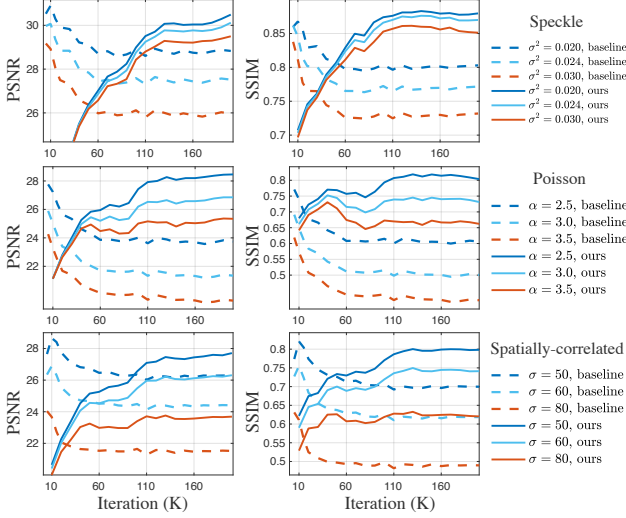 PSNR
30
28
26
10 60 110 160
SSIM
0.85
0.8
0.75
0.7
10 60 110 160
Speckle
σ² = 0.020, baseline
σ² = 0.024, baseline
σ² = 0.030, baseline
σ² = 0.020, ours
σ² = 0.024, ours
σ² = 0.030, ours
PSNR
28
26
24
22
10 60 110 160
SSIM
0.8
0.75
0.7
0.65
0.6
0.55
0.5
10 60 110 160
Poisson
α = 2.5, baseline
α = 3.0, baseline
α = 3.5, baseline
α = 2.5, ours
α = 3.0, ours
α = 3.5, ours
PSNR
28
26
24
22
10 60 110 160
Iteration (K)
SSIM
0.8
0.75
0.7
0.65
0.6
0.55
0.5
10 60 110 160
Iteration (K)
Spatially-correlated
σ = 50, baseline
σ = 60, baseline
σ = 80, baseline
σ = 50, ours
σ = 60, ours
σ = 80, ours